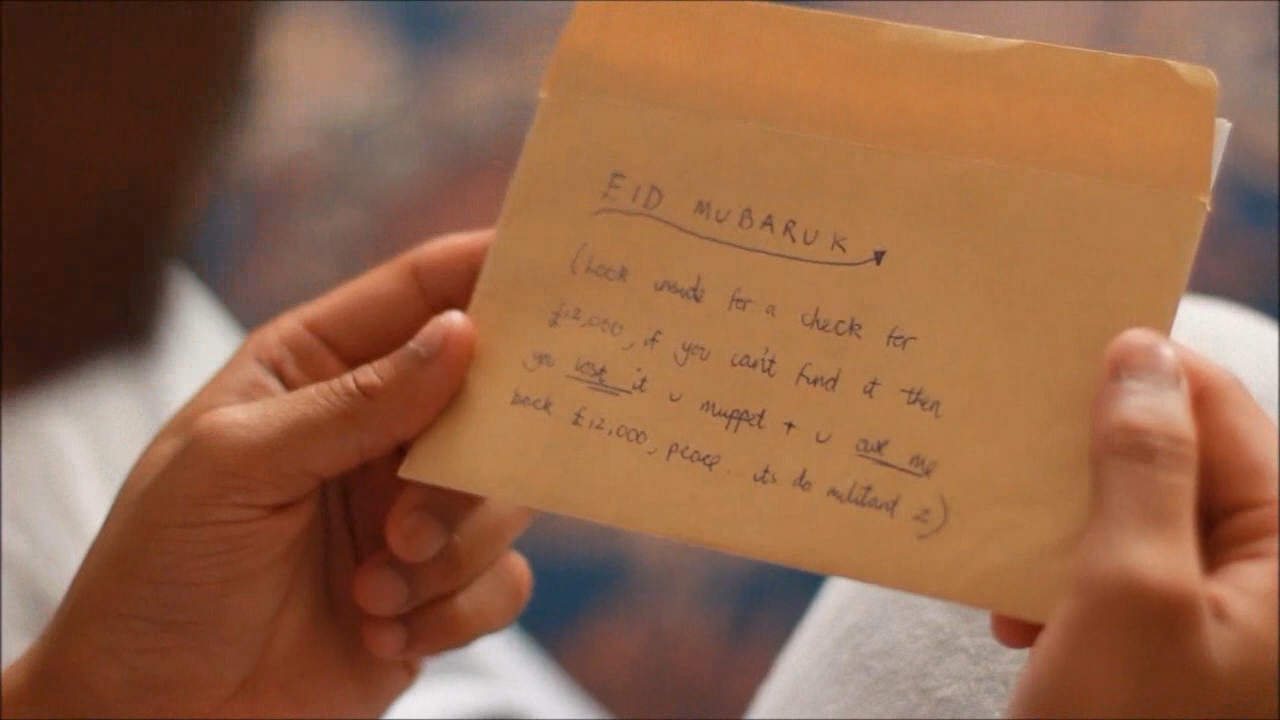 EID MUBARUK
(Look inside for a check for
£12,000, if you can't find it then
you lost it u muppet + u owe me
back £12,000, peace. its da militant 1)